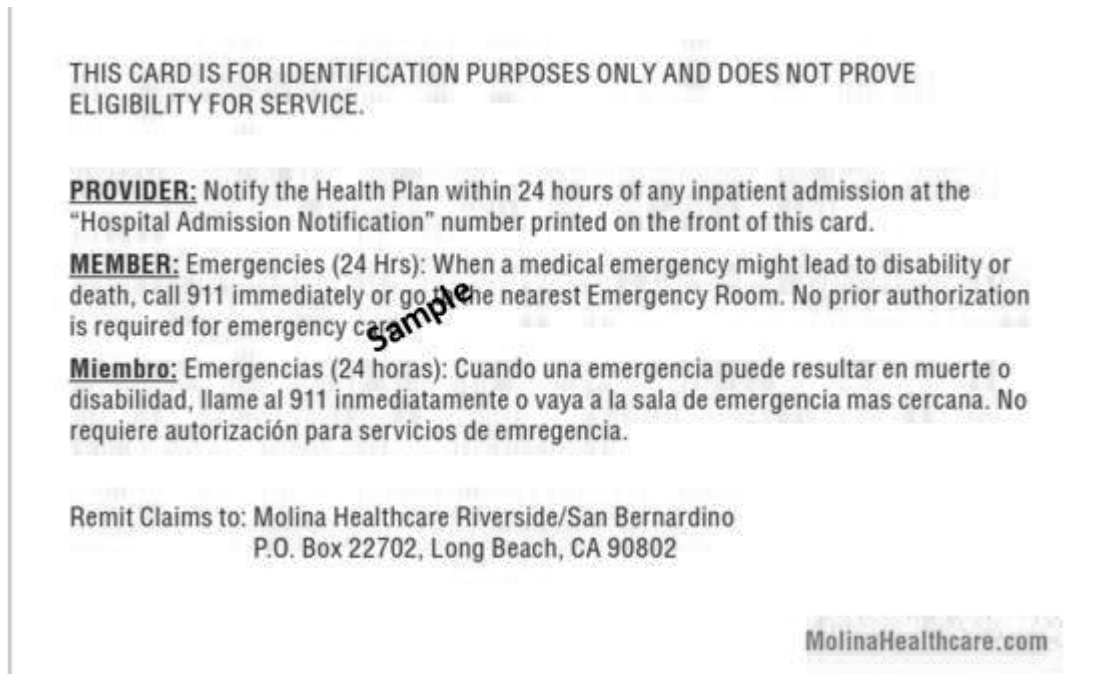 THIS CARD IS FOR IDENTIFICATION PURPOSES ONLY AND DOES NOT PROVE
ELIGIBILITY FOR SERVICE.
PROVIDER: Notify the Health Plan within 24 hours of any inpatient admission at the
“Hospital Admission Notification” number printed on the front of this card.
MEMBER: Emergencies (24 Hrs): When a medical emergency might lead to disability or
death, call 911 immediately or go the nearest Emergency Room. No prior authorization
is required for emergency
Sample
Miembro: Emergencias (24 horas): Cuando una emergencia puede resultar en muerte o
disabilidad, llame al 911 inmediatamente o vaya a la sala de emergencia mas cercana. No
requiere autorización para servicios de emregencia.
Remit Claims to: Molina Healthcare Riverside/San Bernardino
P.O. Box 22702, Long Beach, CA 90802
MolinaHealthcare.com